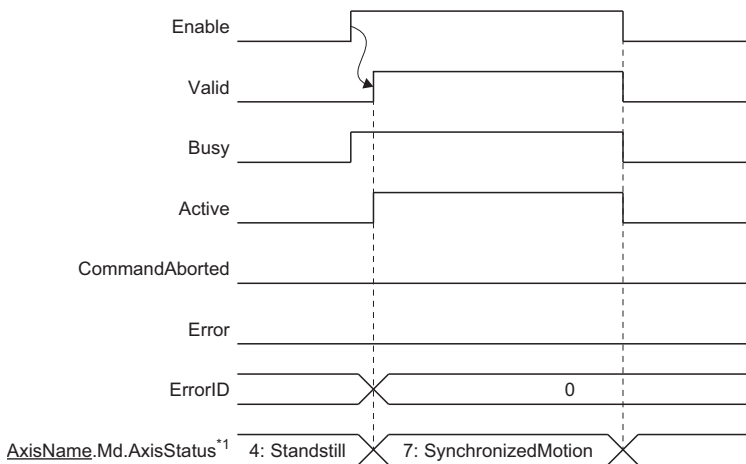 Enable
Valid
Busy
Active
CommandAborted
Error
ErrorID 0
AxisName.Md.AxisStatus*1 4: Standstill 7: SynchronizedMotion